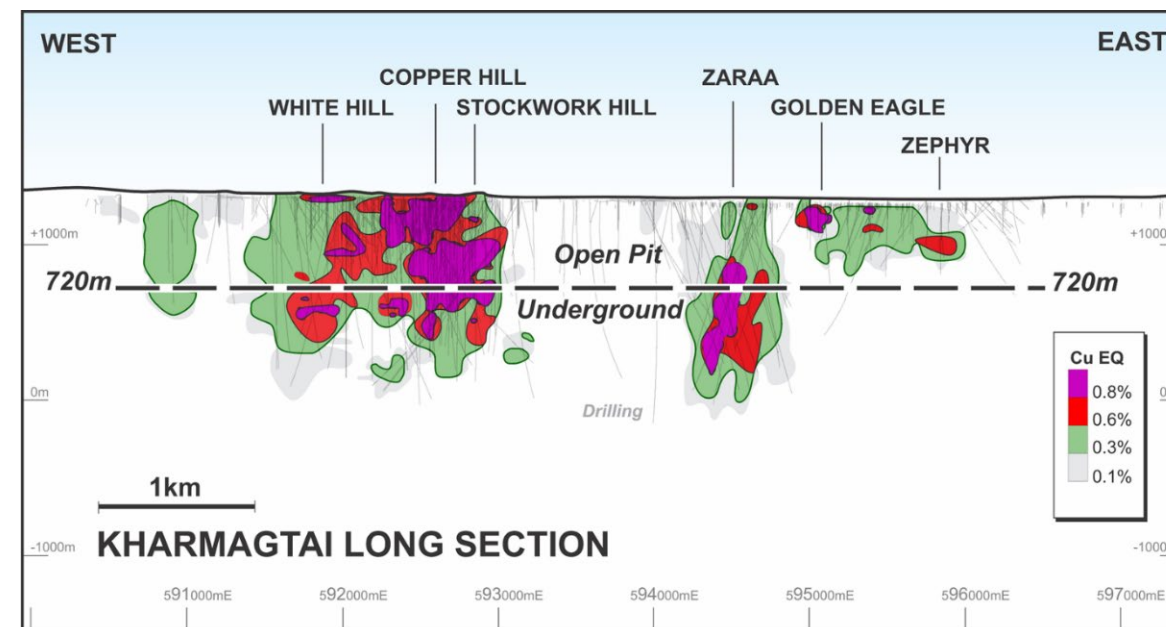 WEST
EAST
COPPER HILL
ZARAA
WHITE HILL
STOCKWORK HILL
GOLDEN EAGLE
ZEPHYR
+1000m
Open Pit
+1000
720m
720m
Underground
Cu EQ
0.8%
0.6%
0.3%
0.1%
0m
0
Drilling
1km
KHARMAGTAI LONG SECTION
-1000m
-1000
591000mE
592000mE
593000mE
594000mE
595000mE
596000mE
597000mE